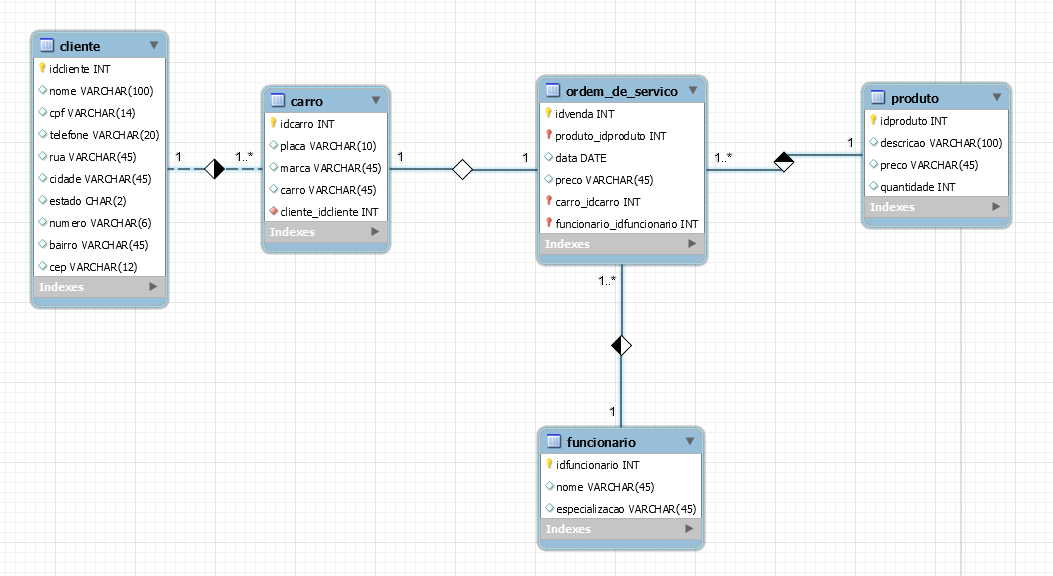 cliente
idcliente INT
nome VARCHAR(100)
cpf VARCHAR(14)
telefone VARCHAR(20)
rua VARCHAR(45)
cidade VARCHAR(45)
estado CHAR(2)
numero VARCHAR(6)
bairro VARCHAR(45)
cep VARCHAR(12)
Indexes
1
1..*
carro
idcarro INT
placa VARCHAR(10)
marca VARCHAR(45)
carro VARCHAR(45)
cliente_idcliente INT
Indexes
1
1
ordem_de_servico
idvenda INT
produto_idproduto INT
data DATE
preco VARCHAR(45)
carro_idcarro INT
funcionario_idfuncionario INT
Indexes
1..*
1
produto
idproduto INT
descricao VARCHAR(100)
preco VARCHAR(45)
quantidade INT
Indexes
1..*
1
funcionario
idfuncionario INT
nome VARCHAR(45)
especializacao VARCHAR(45)
Indexes